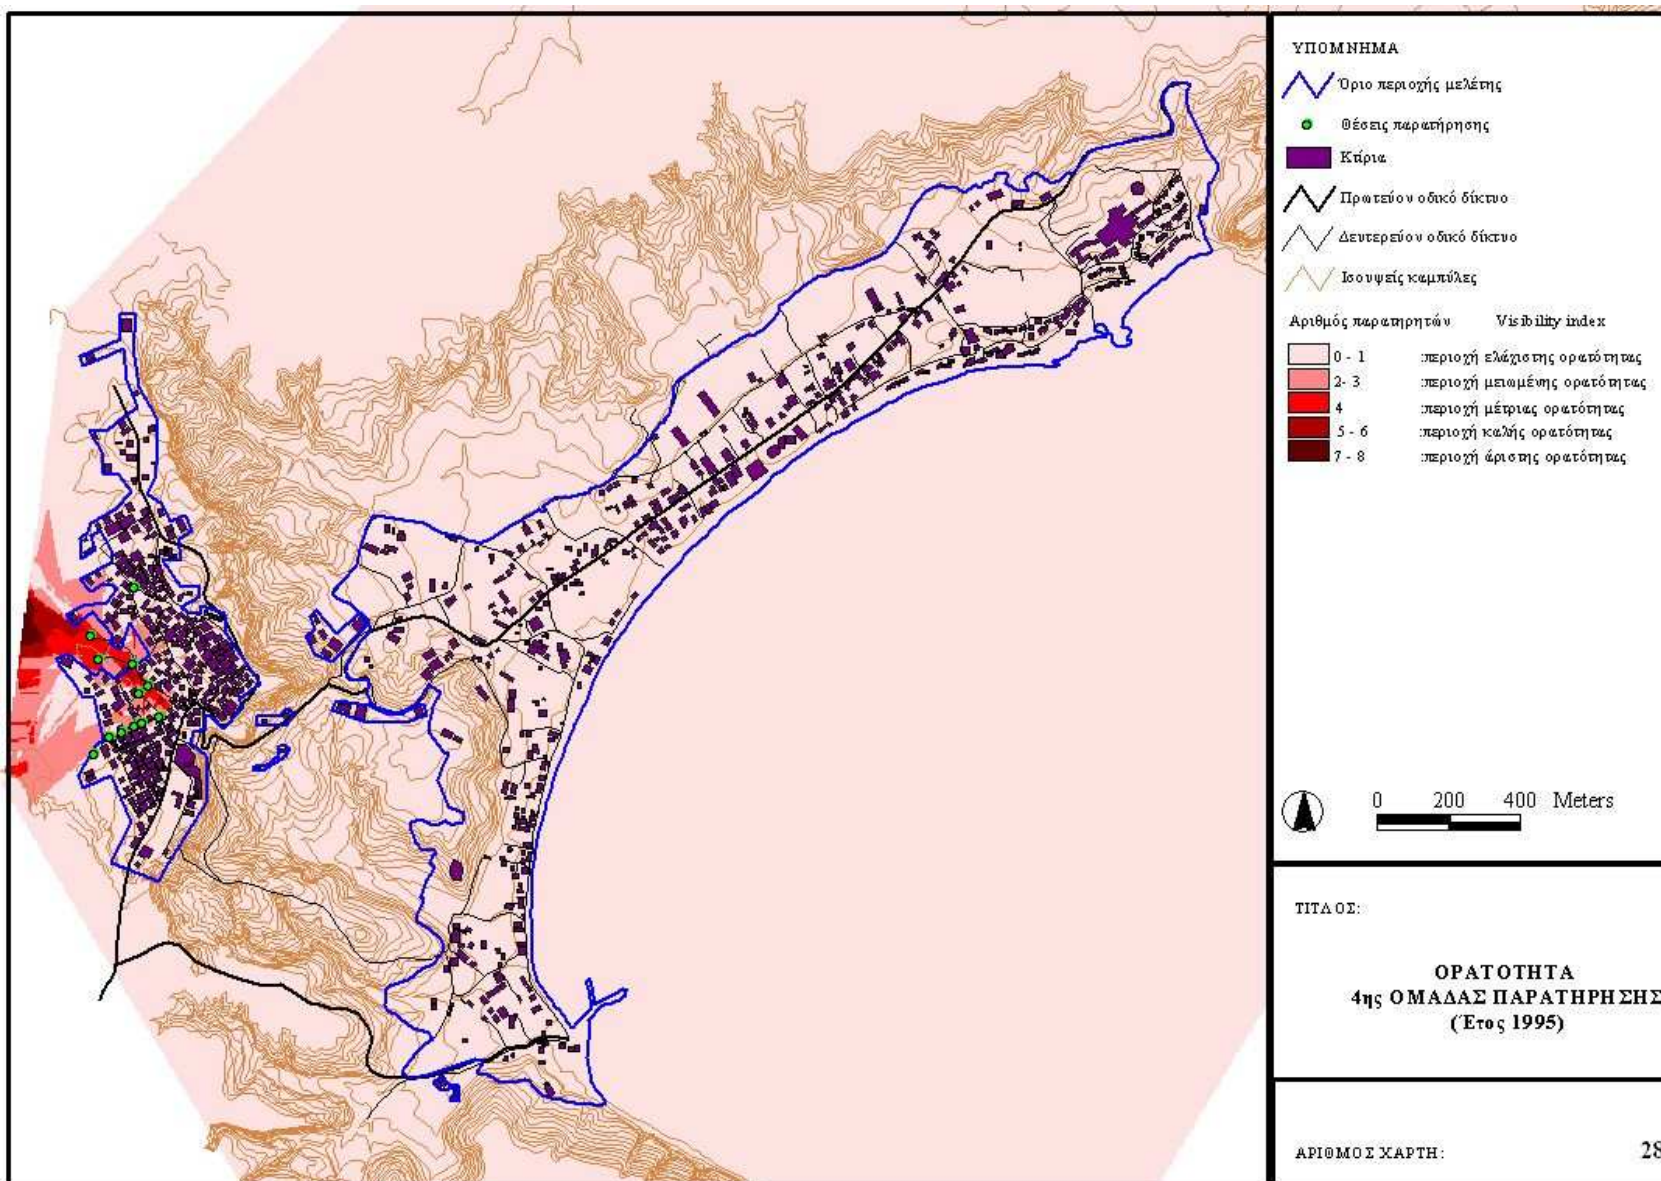 ΥΠΟΜΝΗΜΑ
Όριο περιοχής μελέτης
Θέσεις παρατήρησης
Κτίρια
Πρωτεύον οδικό δίκτυο
Δευτερεύον οδικό δίκτυο
Ισουψείς καμπύλες
Αριθμός παρατηρητών Visibility index
0 - 1 :περιοχή ελάχιστης ορατότητας
2- 3 :περιοχή μειωμένης ορατότητας
4 :περιοχή μέτριας ορατότητας
5 - 6 :περιοχή καλής ορατότητας
7 - 8 :περιοχή άριστης ορατότητας
0 200 400 Meters
ΤΙΤΛΟΣ:
ΟΡΑΤΟΤΗΤΑ
4ης ΟΜΑΔΑΣ ΠΑΡΑΤΗΡΗΣΗΣ
(Έτος 1995)
ΑΡΙΘΜΟΣ ΧΑΡΤΗ: 28